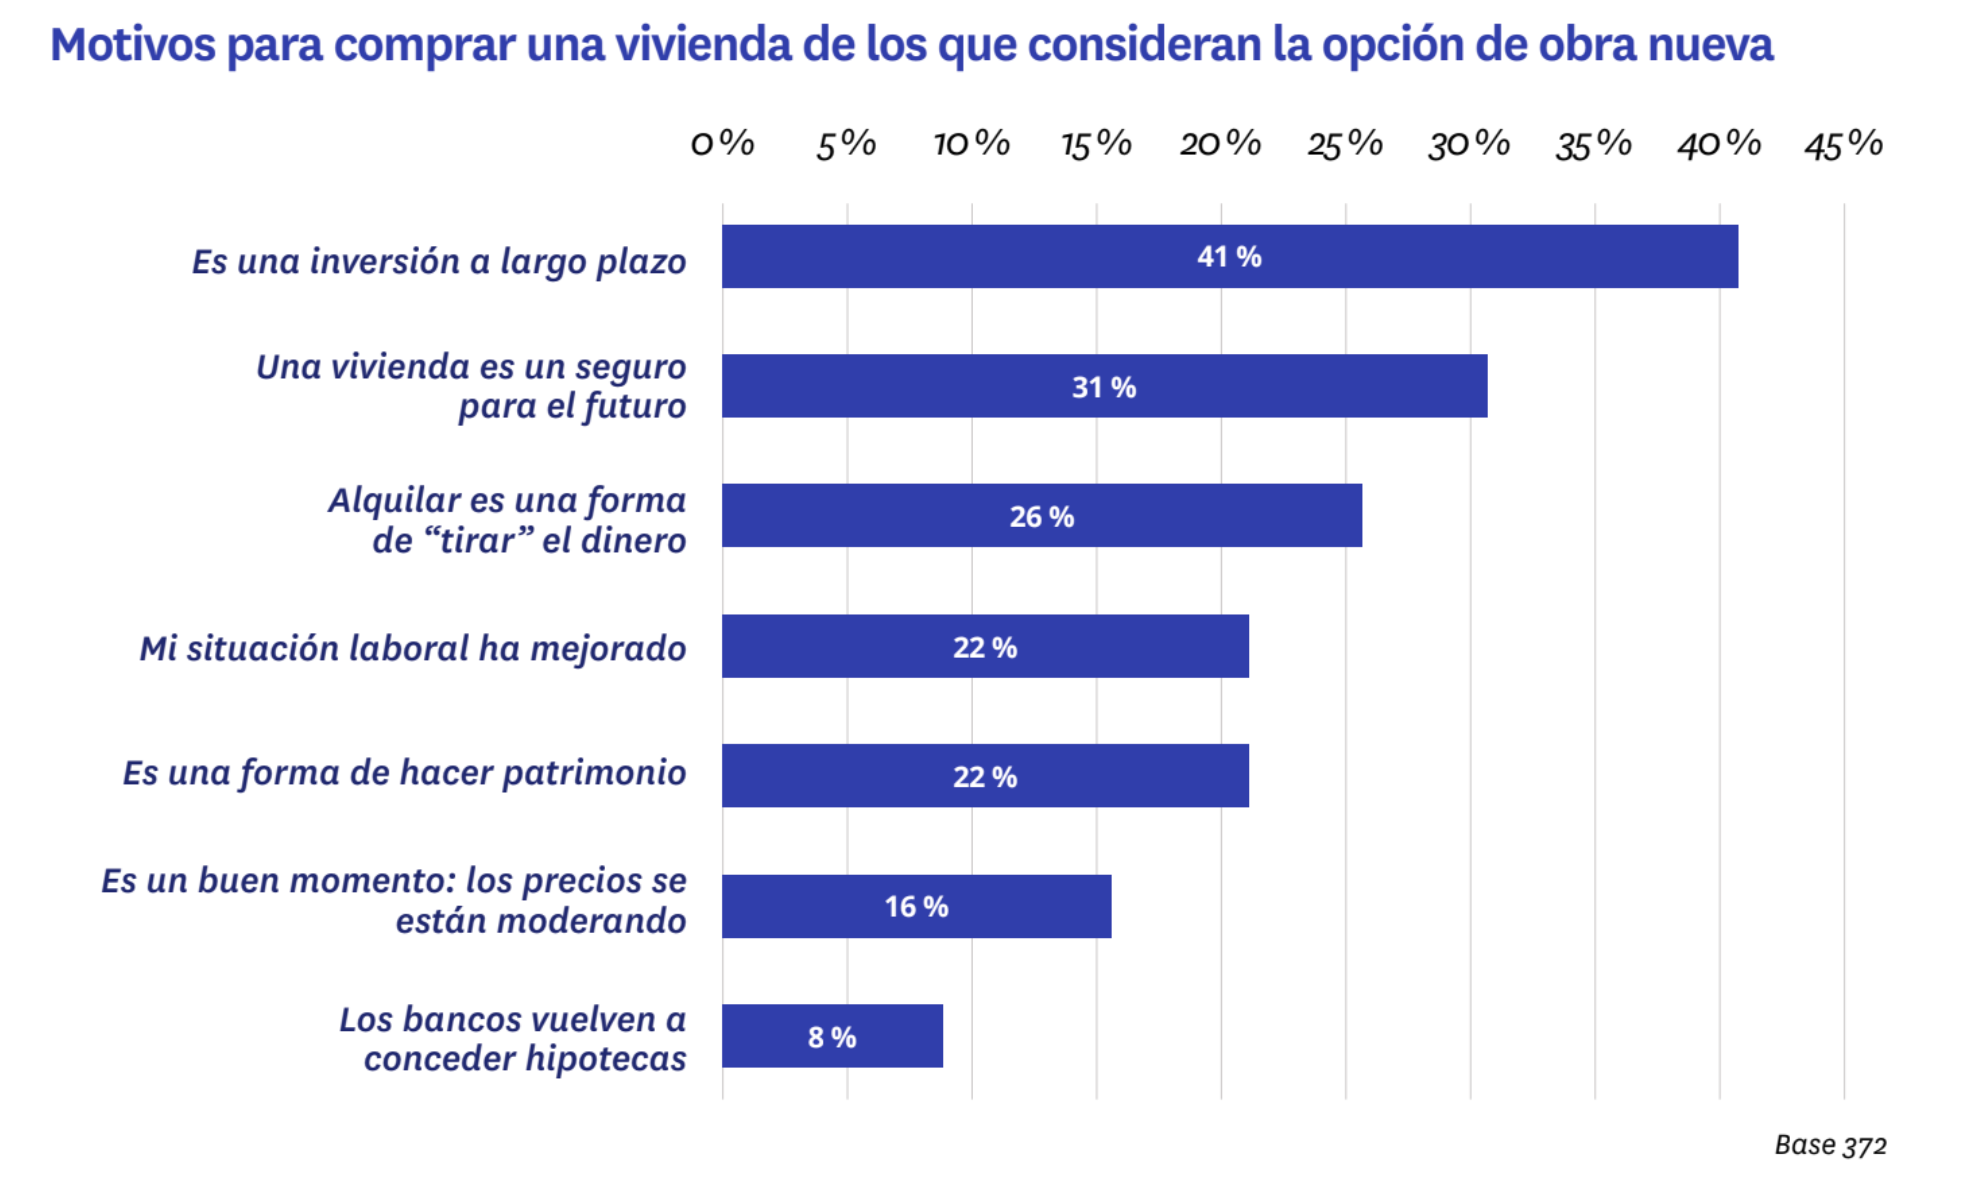 Motivos para comprar una vivienda de los que consideran la opción de obra nueva
0% 5% 10% 15% 20% 25% 30% 35% 40% 45%
Es una inversión a largo plazo
41 %
Una vivienda es un seguro
para el futuro
31 %
Alquilar es una forma
de “tirar” el dinero
26 %
Mi situación laboral ha mejorado
22 %
Es una forma de hacer patrimonio
22 %
Es un buen momento: los precios se
están moderando
16 %
Los bancos vuelven a
conceder hipotecas
8 %
Base 372